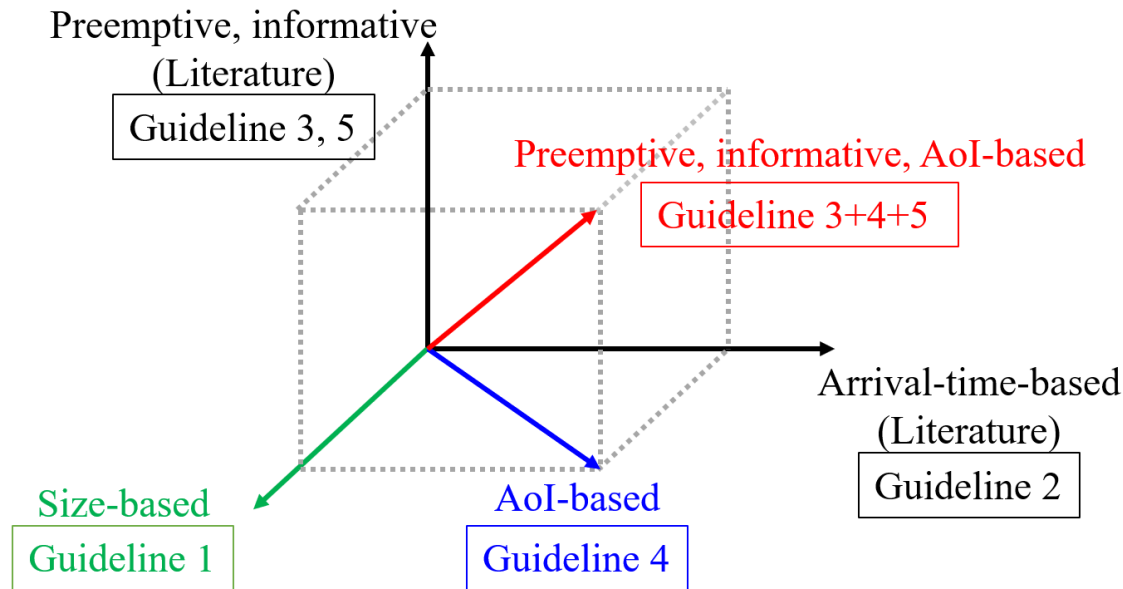 Preemptive, informative
(Literature)
Guideline 3, 5
Preemptive, informative, AoI-based
Guideline 3+4+5
Arrival-time-based
(Literature)
Guideline 2
Size-based
Guideline 1
AoI-based
Guideline 4